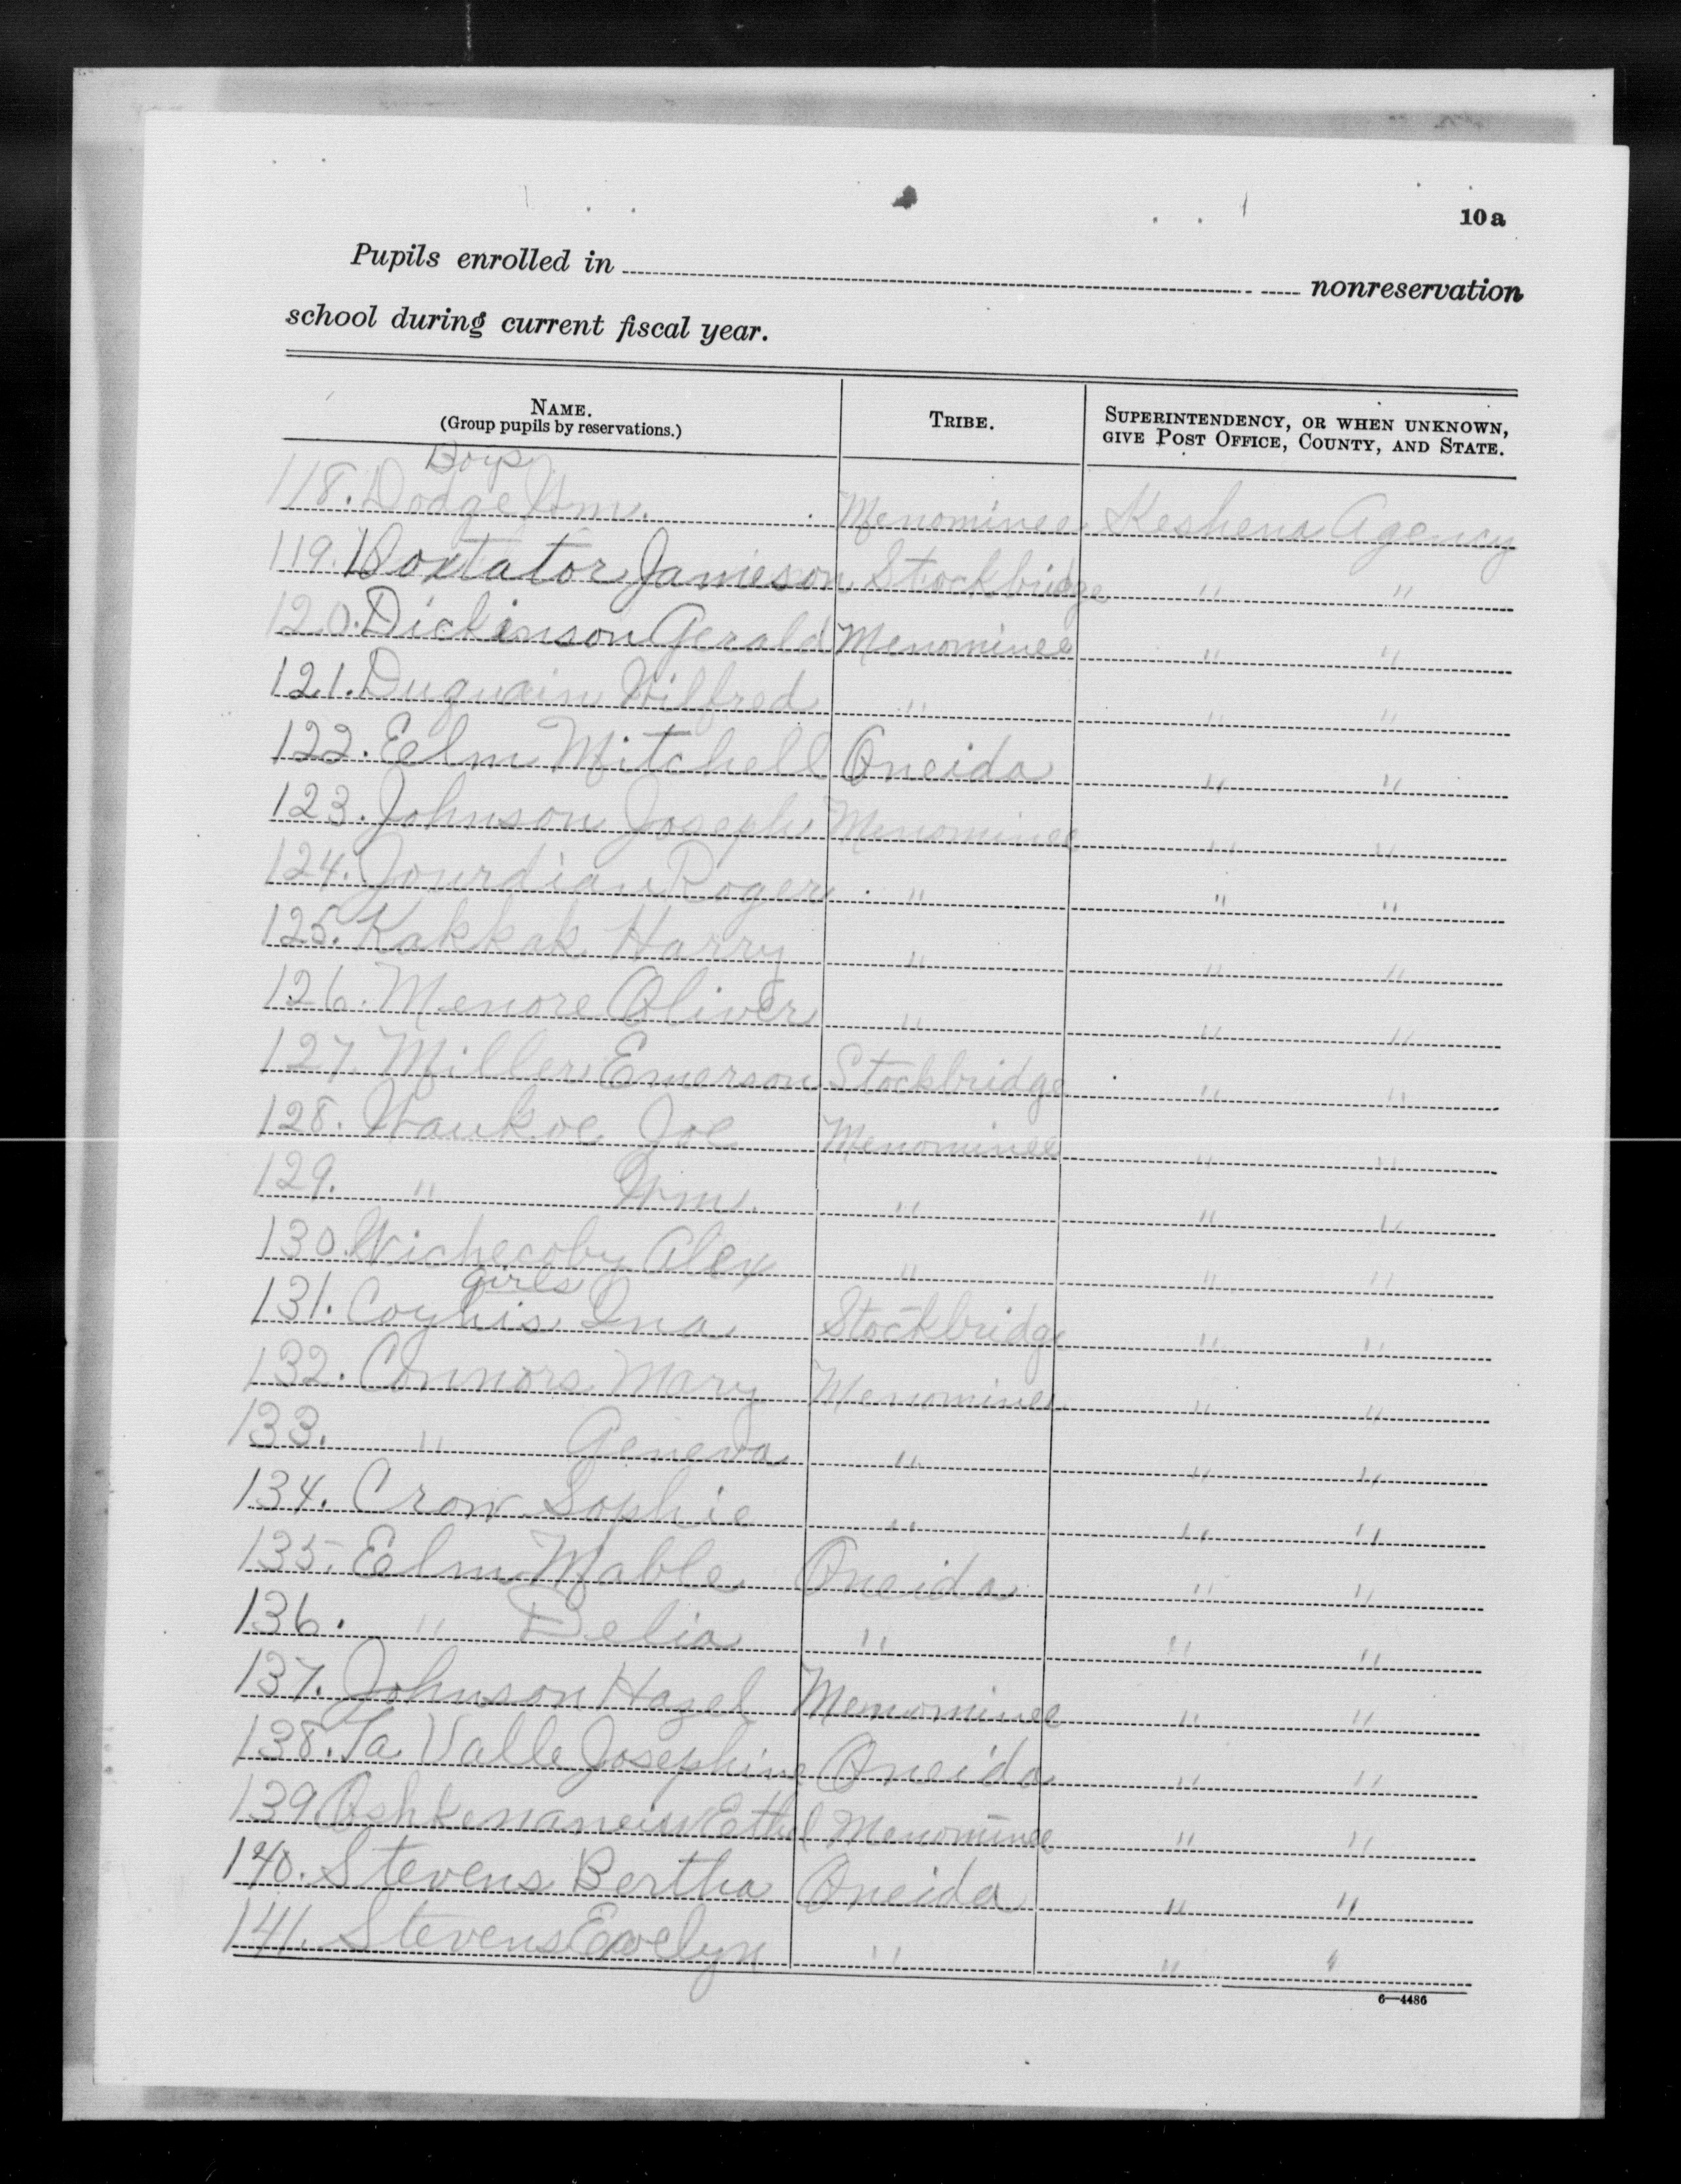 10a
Pupils enrolled in nonreservation
school during current fiscal year.
NAME. TRIBE. SUPERINTENDENCY, OR WHEN UNKNOWN,
(Group pupils by reservations.) GIVE POST OFFICE, COUNTY, AND STATE.
Boys
118. Dodge Wm. Menominee Keshena Agency
119. Doxtator Jamieson Stockbridge " "
120. Dickinson Gerald Menominee " "
121. Duquain Wilfred " " "
122. Eelm Mitchell Oneida " "
123. Johnson Joseph Menominee " "
124. Jourdian Roger " " "
125. Kakkak Harry " " "
126. Menore Oliver " " "
127. Miller Emerson Stockbridge " "
128. Waukoe Joe Menominee " "
129. " Wm. " " "
130. Wichecoby Alex " " "
Girls
131. Coyhis Ina Stockbridge " "
132. Connors Mary Menominee " "
133. " Geneva " " "
134. Crow Sophie " " "
135. Eelm Mable Oneida " "
136. " Delia " " "
137. Johnson Hazel Menominee " "
138. La Valle Josephine Oneida " "
139. Oshkenaneiw Ethel Menominee " "
140. Stevens Bertha Oneida " "
141. Stevens Evelyn " " "
6—4486